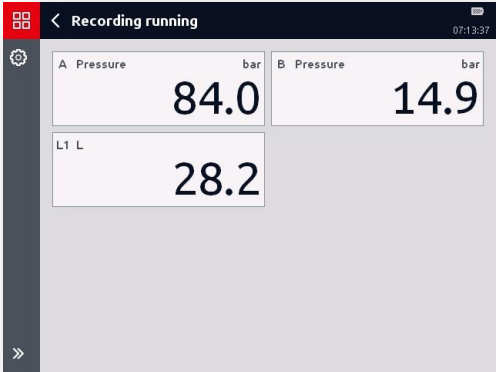 Recording running
07:13:37
A Pressure bar
84.0
B Pressure bar
14.9
L1 L
28.2